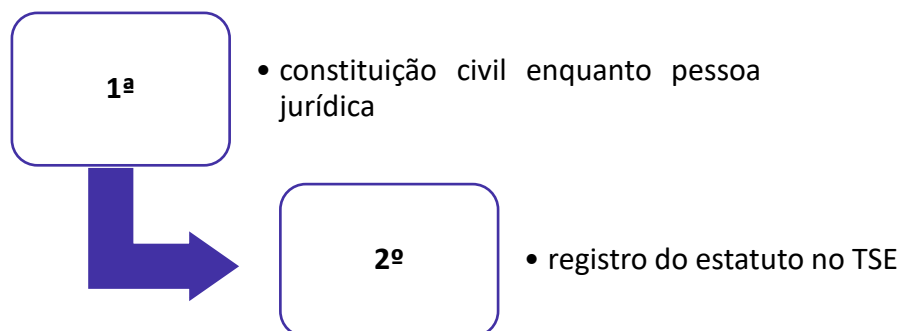 1ª
• constituição civil enquanto pessoa
jurídica
2º
• registro do estatuto no TSE